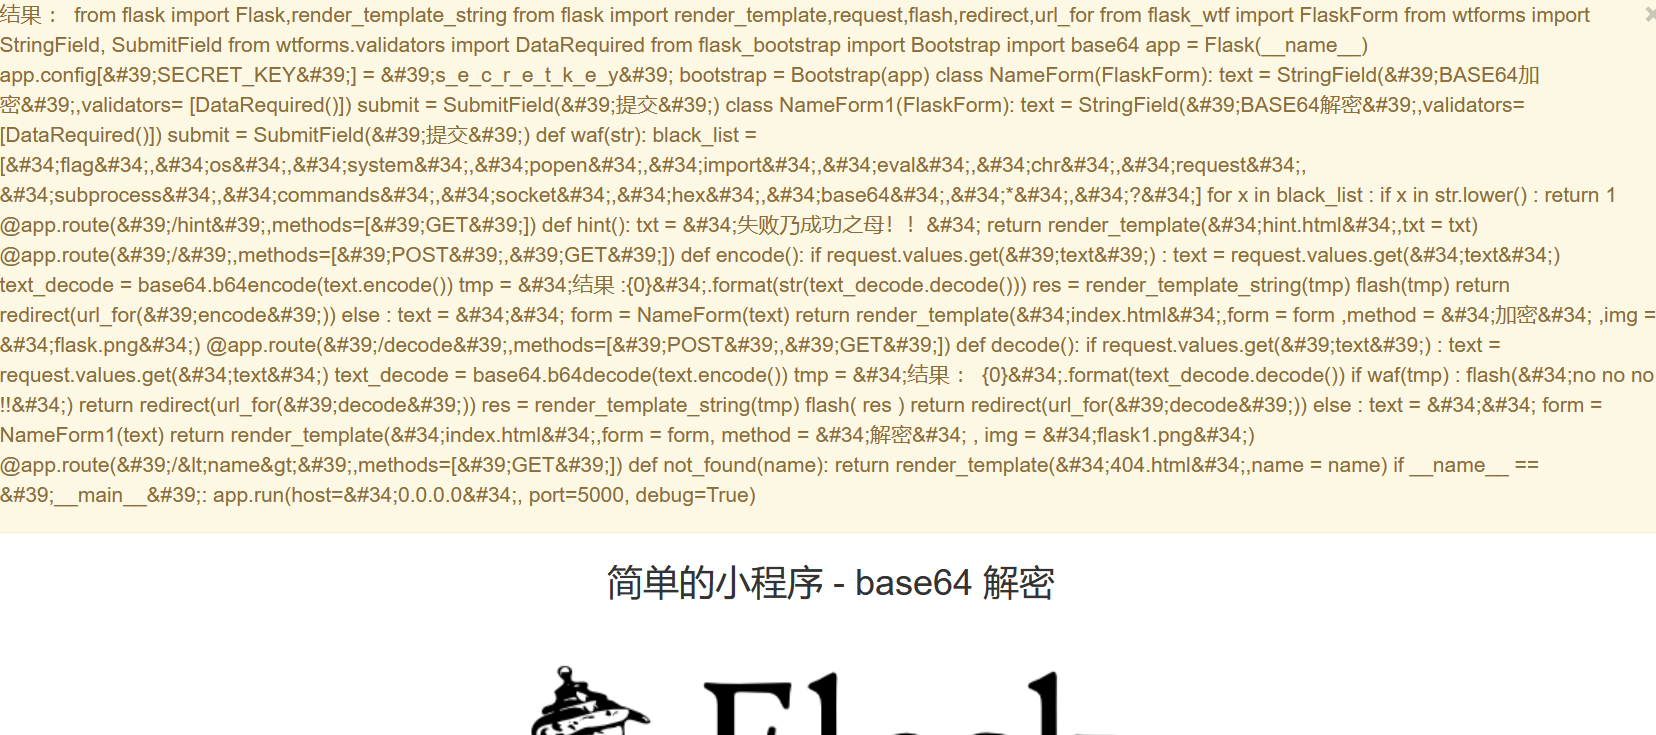 结果 ： from flask import Flask,render_template_string from flask import render_template,request,flash,redirect,url_for from flask_wtf import FlaskForm from wtforms import
StringField, SubmitField from wtforms.validators import DataRequired from flask_bootstrap import Bootstrap import base64 app = Flask(__name__)
app.config[&#39;SECRET_KEY&#39;] = &#39;s_e_c_r_e_t_k_e_y&#39; bootstrap = Bootstrap(app) class NameForm(FlaskForm): text = StringField(&#39;BASE64加
密&#39;,validators= [DataRequired()]) submit = SubmitField(&#39;提交&#39;) class NameForm1(FlaskForm): text = StringField(&#39;BASE64解密&#39;,validators=
[DataRequired()]) submit = SubmitField(&#39;提交&#39;) def waf(str): black_list =
[&#34;flag&#34;,&#34;os&#34;,&#34;system&#34;,&#34;popen&#34;,&#34;import&#34;,&#34;eval&#34;,&#34;chr&#34;,&#34;request&#34;,
&#34;subprocess&#34;,&#34;commands&#34;,&#34;socket&#34;,&#34;hex&#34;,&#34;base64&#34;,&#34;*&#34;,&#34;?&#34;] for x in black_list : if x in str.lower() : return 1
@app.route(&#39;/hint&#39;,methods=[&#39;GET&#39;]) def hint(): txt = &#34;失败乃成功之母！！&#34; return render_template(&#34;hint.html&#34;,txt = txt)
@app.route(&#39;/&#39;,methods=[&#39;POST&#39;,&#39;GET&#39;]) def encode(): if request.values.get(&#39;text&#39;) : text = request.values.get(&#34;text&#34;)
text_decode = base64.b64encode(text.encode()) tmp = &#34;结果 :{0}&#34;.format(str(text_decode.decode())) res = render_template_string(tmp) flash(tmp) return
redirect(url_for(&#39;encode&#39;)) else : text = &#34;&#34; form = NameForm(text) return render_template(&#34;index.html&#34;,form = form ,method = &#34;加密&#34; ,img =
&#34;flask.png&#34;) @app.route(&#39;/decode&#39;,methods=[&#39;POST&#39;,&#39;GET&#39;]) def decode(): if request.values.get(&#39;text&#39;) : text =
request.values.get(&#34;text&#34;) text_decode = base64.b64decode(text.encode()) tmp = &#34;结果 ： {0}&#34;.format(text_decode.decode()) if waf(tmp) : flash(&#34;no no no
!!&#34;) return redirect(url_for(&#39;decode&#39;)) res = render_template_string(tmp) flash( res ) return redirect(url_for(&#39;decode&#39;)) else : text = &#34;&#34; form =
NameForm1(text) return render_template(&#34;index.html&#34;,form = form, method = &#34;解密&#34; , img = &#34;flask1.png&#34;)
@app.route(&#39;/&lt;name&gt;&#39;,methods=[&#39;GET&#39;]) def not_found(name): return render_template(&#34;404.html&#34;,name = name) if __name__ ==
&#39;__main__&#39;: app.run(host=&#34;0.0.0.0&#34;, port=5000, debug=True)
简单的小程序 - base64 解密
Flask